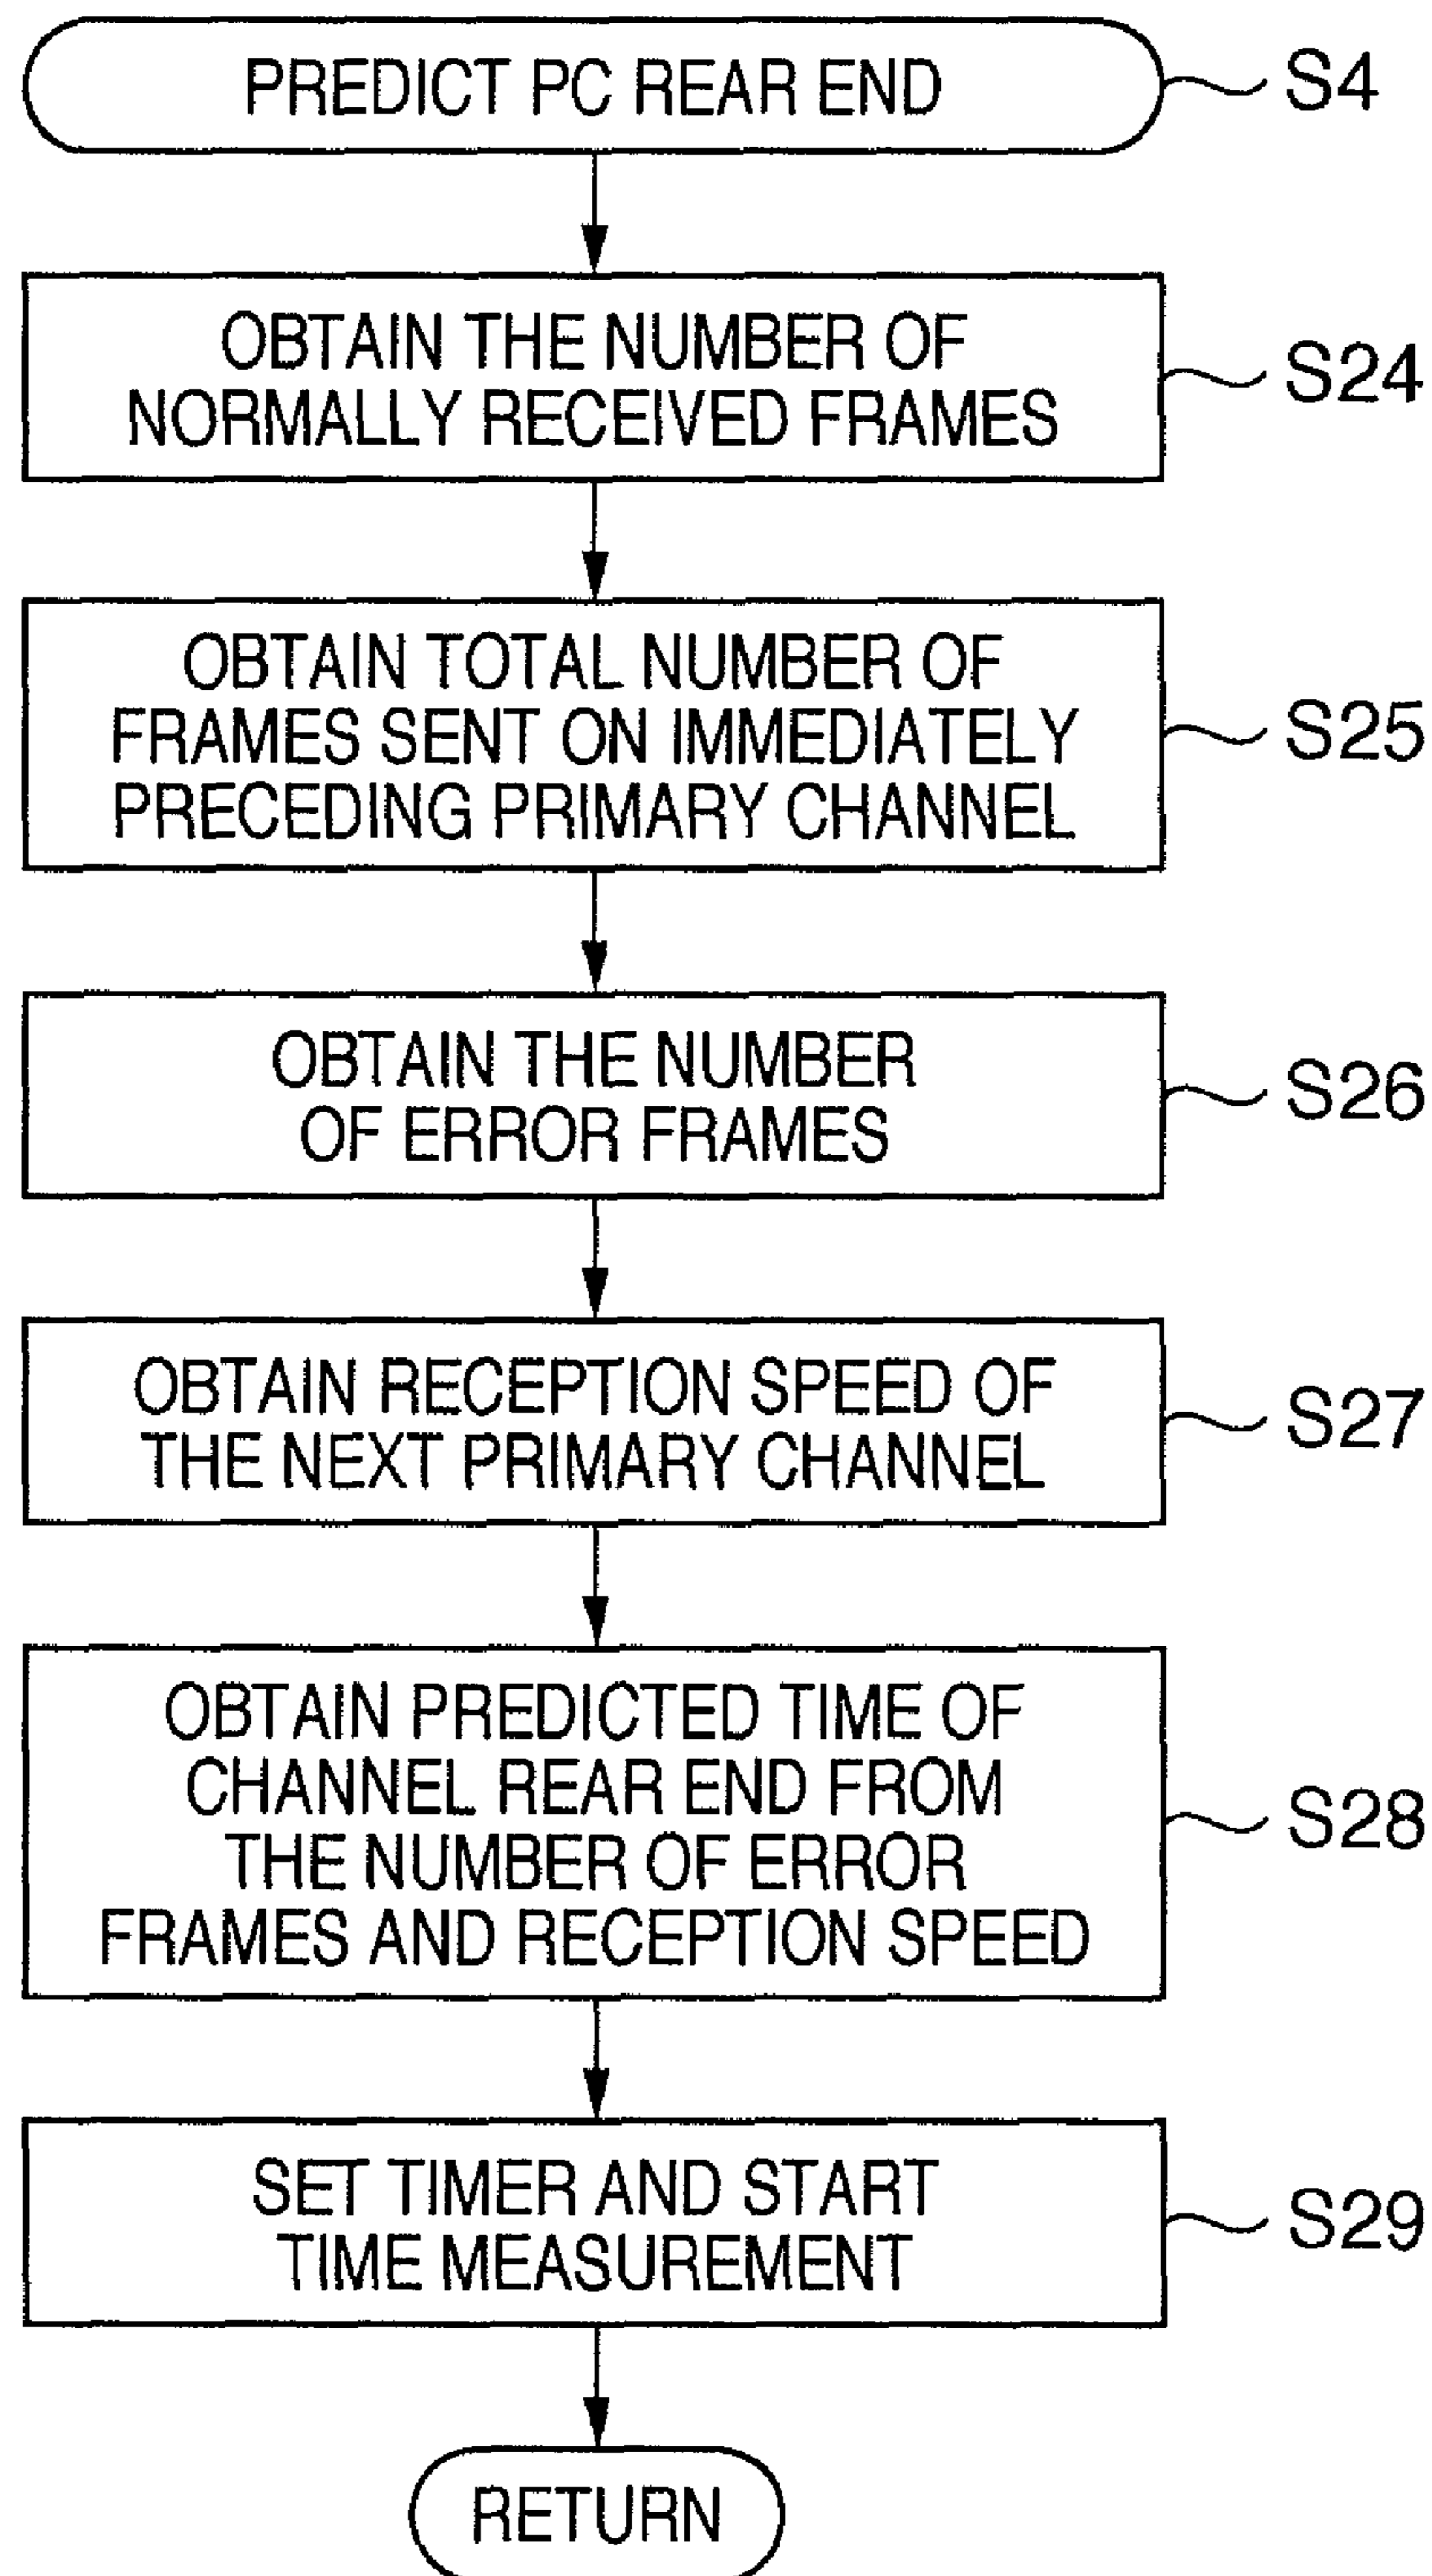 PREDICT PC REAR END
S4
OBTAIN THE NUMBER OF
NORMALLY RECEIVED FRAMES
S24
OBTAIN TOTAL NUMBER OF
FRAMES SENT ON IMMEDIATELY
PRECEDING PRIMARY CHANNEL
S25
OBTAIN THE NUMBER
OF ERROR FRAMES
S26
OBTAIN RECEPTION SPEED OF
THE NEXT PRIMARY CHANNEL
S27
OBTAIN PREDICTED TIME OF
CHANNEL REAR END FROM
THE NUMBER OF ERROR
FRAMES AND RECEPTION SPEED
S28
SET TIMER AND START
TIME MEASUREMENT
S29
RETURN